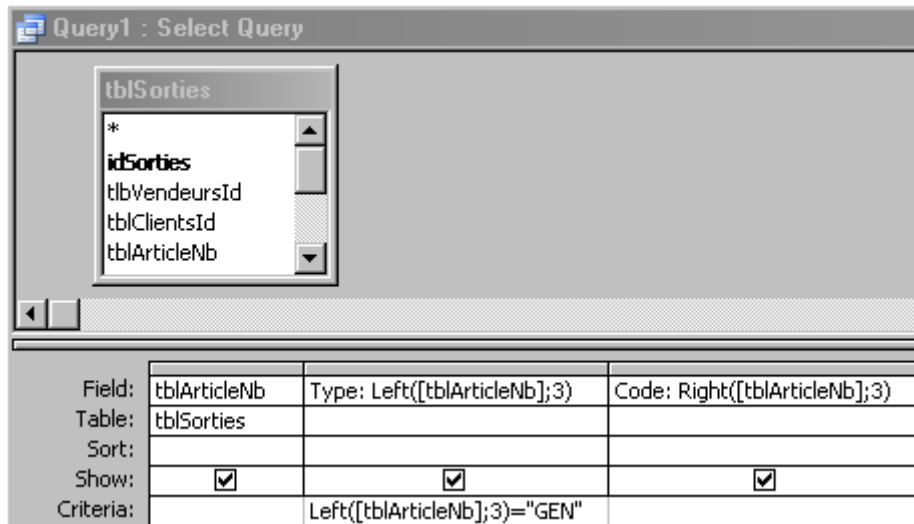 Query1 : Select Query
tblSorties
*
idSorties
tlbVendeursId
tblClientsId
tblArticleNb
Field: tblArticleNb Type: Left([tblArticleNb];3) Code: Right([tblArticleNb];3)
Table: tblSorties
Sort:
Show:
Criteria: Left([tblArticleNb];3)="GEN"